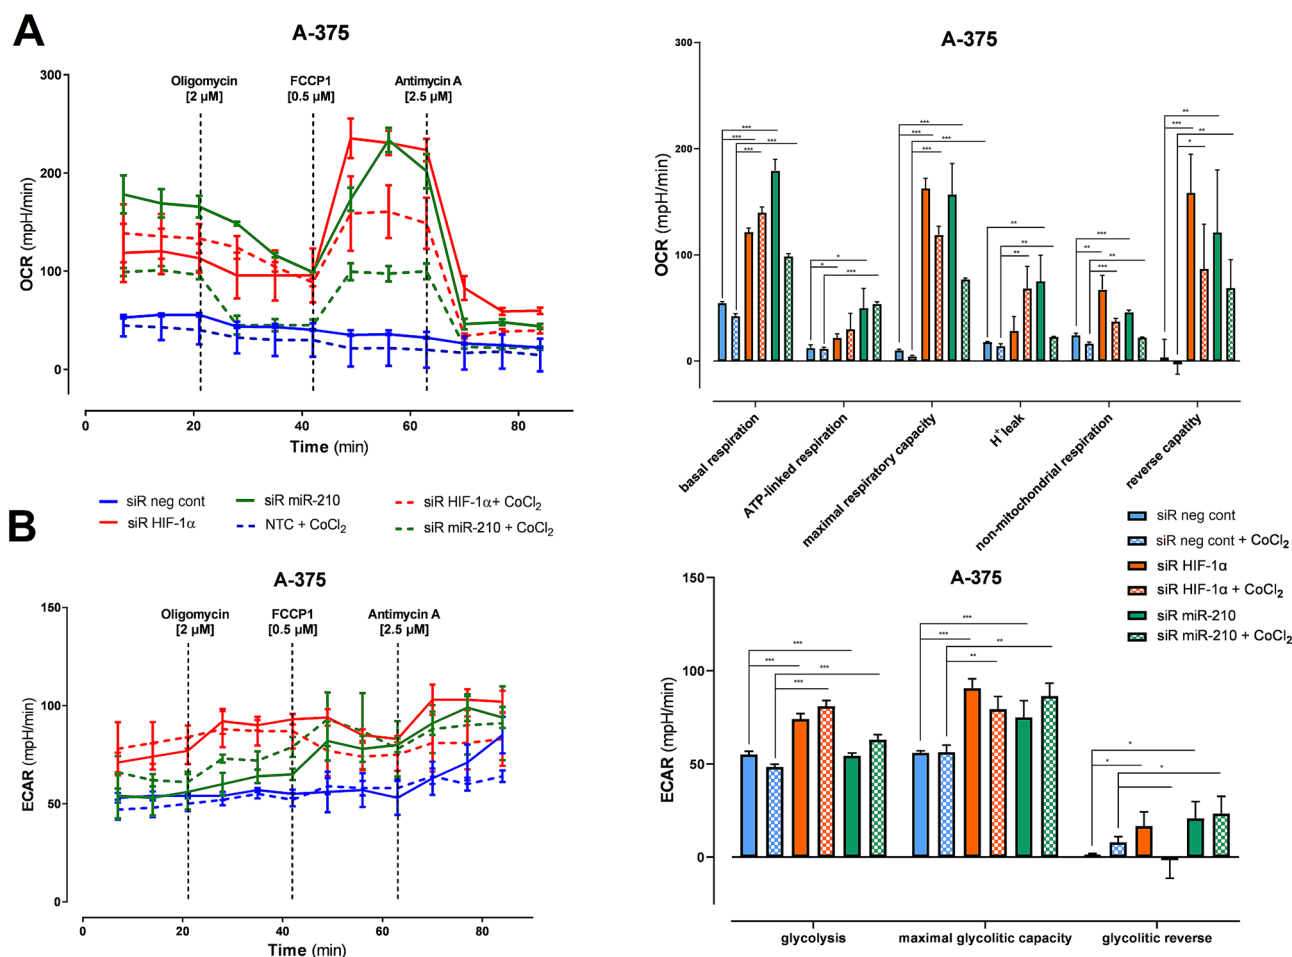 A
A-375
Oligomycin
[2 µM]
FCCP1
[0.5 µM]
Antimycin A
[2.5 µM]
300
200
100
0
OCR (mpH/min)
0
20
40
60
80
Time (min)
A-375
300
200
100
0
OCR (mpH/min)
***
***
***
***
*
*
***
***
***
***
***
**
**
**
***
**
**
***
**
***
**
*
basal respiration
ATP-linked respiration
maximal respiratory capacity
H+ leak
non-mitochondrial respiration
reverse capatity
siR neg cont
siR HIF-1α
siR miR-210
NTC + CoCl2
siR HIF-1α+ CoCl2
siR miR-210 + CoCl2
siR neg cont
siR neg cont + CoCl2
siR HIF-1α
siR HIF-1α + CoCl2
siR miR-210
siR miR-210 + CoCl2
B
A-375
Oligomycin
[2 µM]
FCCP1
[0.5 µM]
Antimycin A
[2.5 µM]
150
100
50
0
ECAR (mpH/min)
0
20
40
60
80
Time (min)
A-375
150
100
50
0
ECAR (mpH/min)
***
***
***
***
***
***
**
**
*
*
*
*
glycolysis
maximal glycolitic capacity
glycolitic reverse